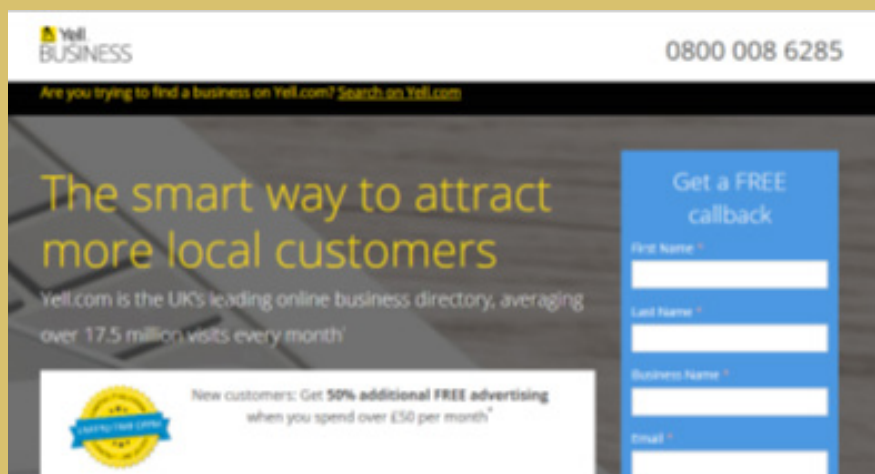 Yell.
BUSINESS
0800 008 6285
Are you trying to find a business on Yell.com? Search on Yell.com
The smart way to attract
more local customers
Yell.com is the UK's leading online business directory, averaging
over 17.5 million visits every month
New customers: Get 50% additional FREE advertising
when you spend over £50 per month*
Get a FREE
callback
First Name *
Last Name *
Business Name *
Email *